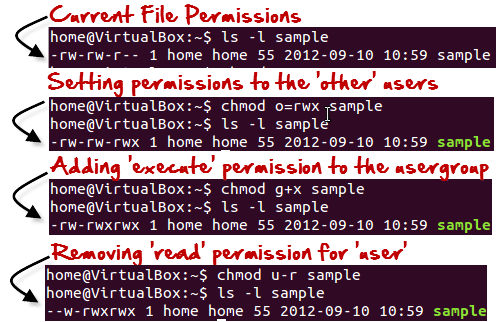 Current File Permissions
home@VirtualBox:~$ ls -l sample
-rw-rw-r-- 1 home home 55 2012-09-10 10:59 sample
Setting permissions to the 'other' users
home@VirtualBox:~$ chmod o=rwx sample
home@VirtualBox:~$ ls -l sample
-rw-rw-rwx 1 home home 55 2012-09-10 10:59 sample
Adding 'execute' permission to the usergroup
home@VirtualBox:~$ chmod g+x sample
home@VirtualBox:~$ ls -l sample
-rw-rwxrwx 1 home home 55 2012-09-10 10:59 sample
Removing 'read' permission for 'user'
home@VirtualBox:~$ chmod u-r sample
home@VirtualBox:~$ ls -l sample
--w-rwxrwx 1 home home 55 2012-09-10 10:59 sample